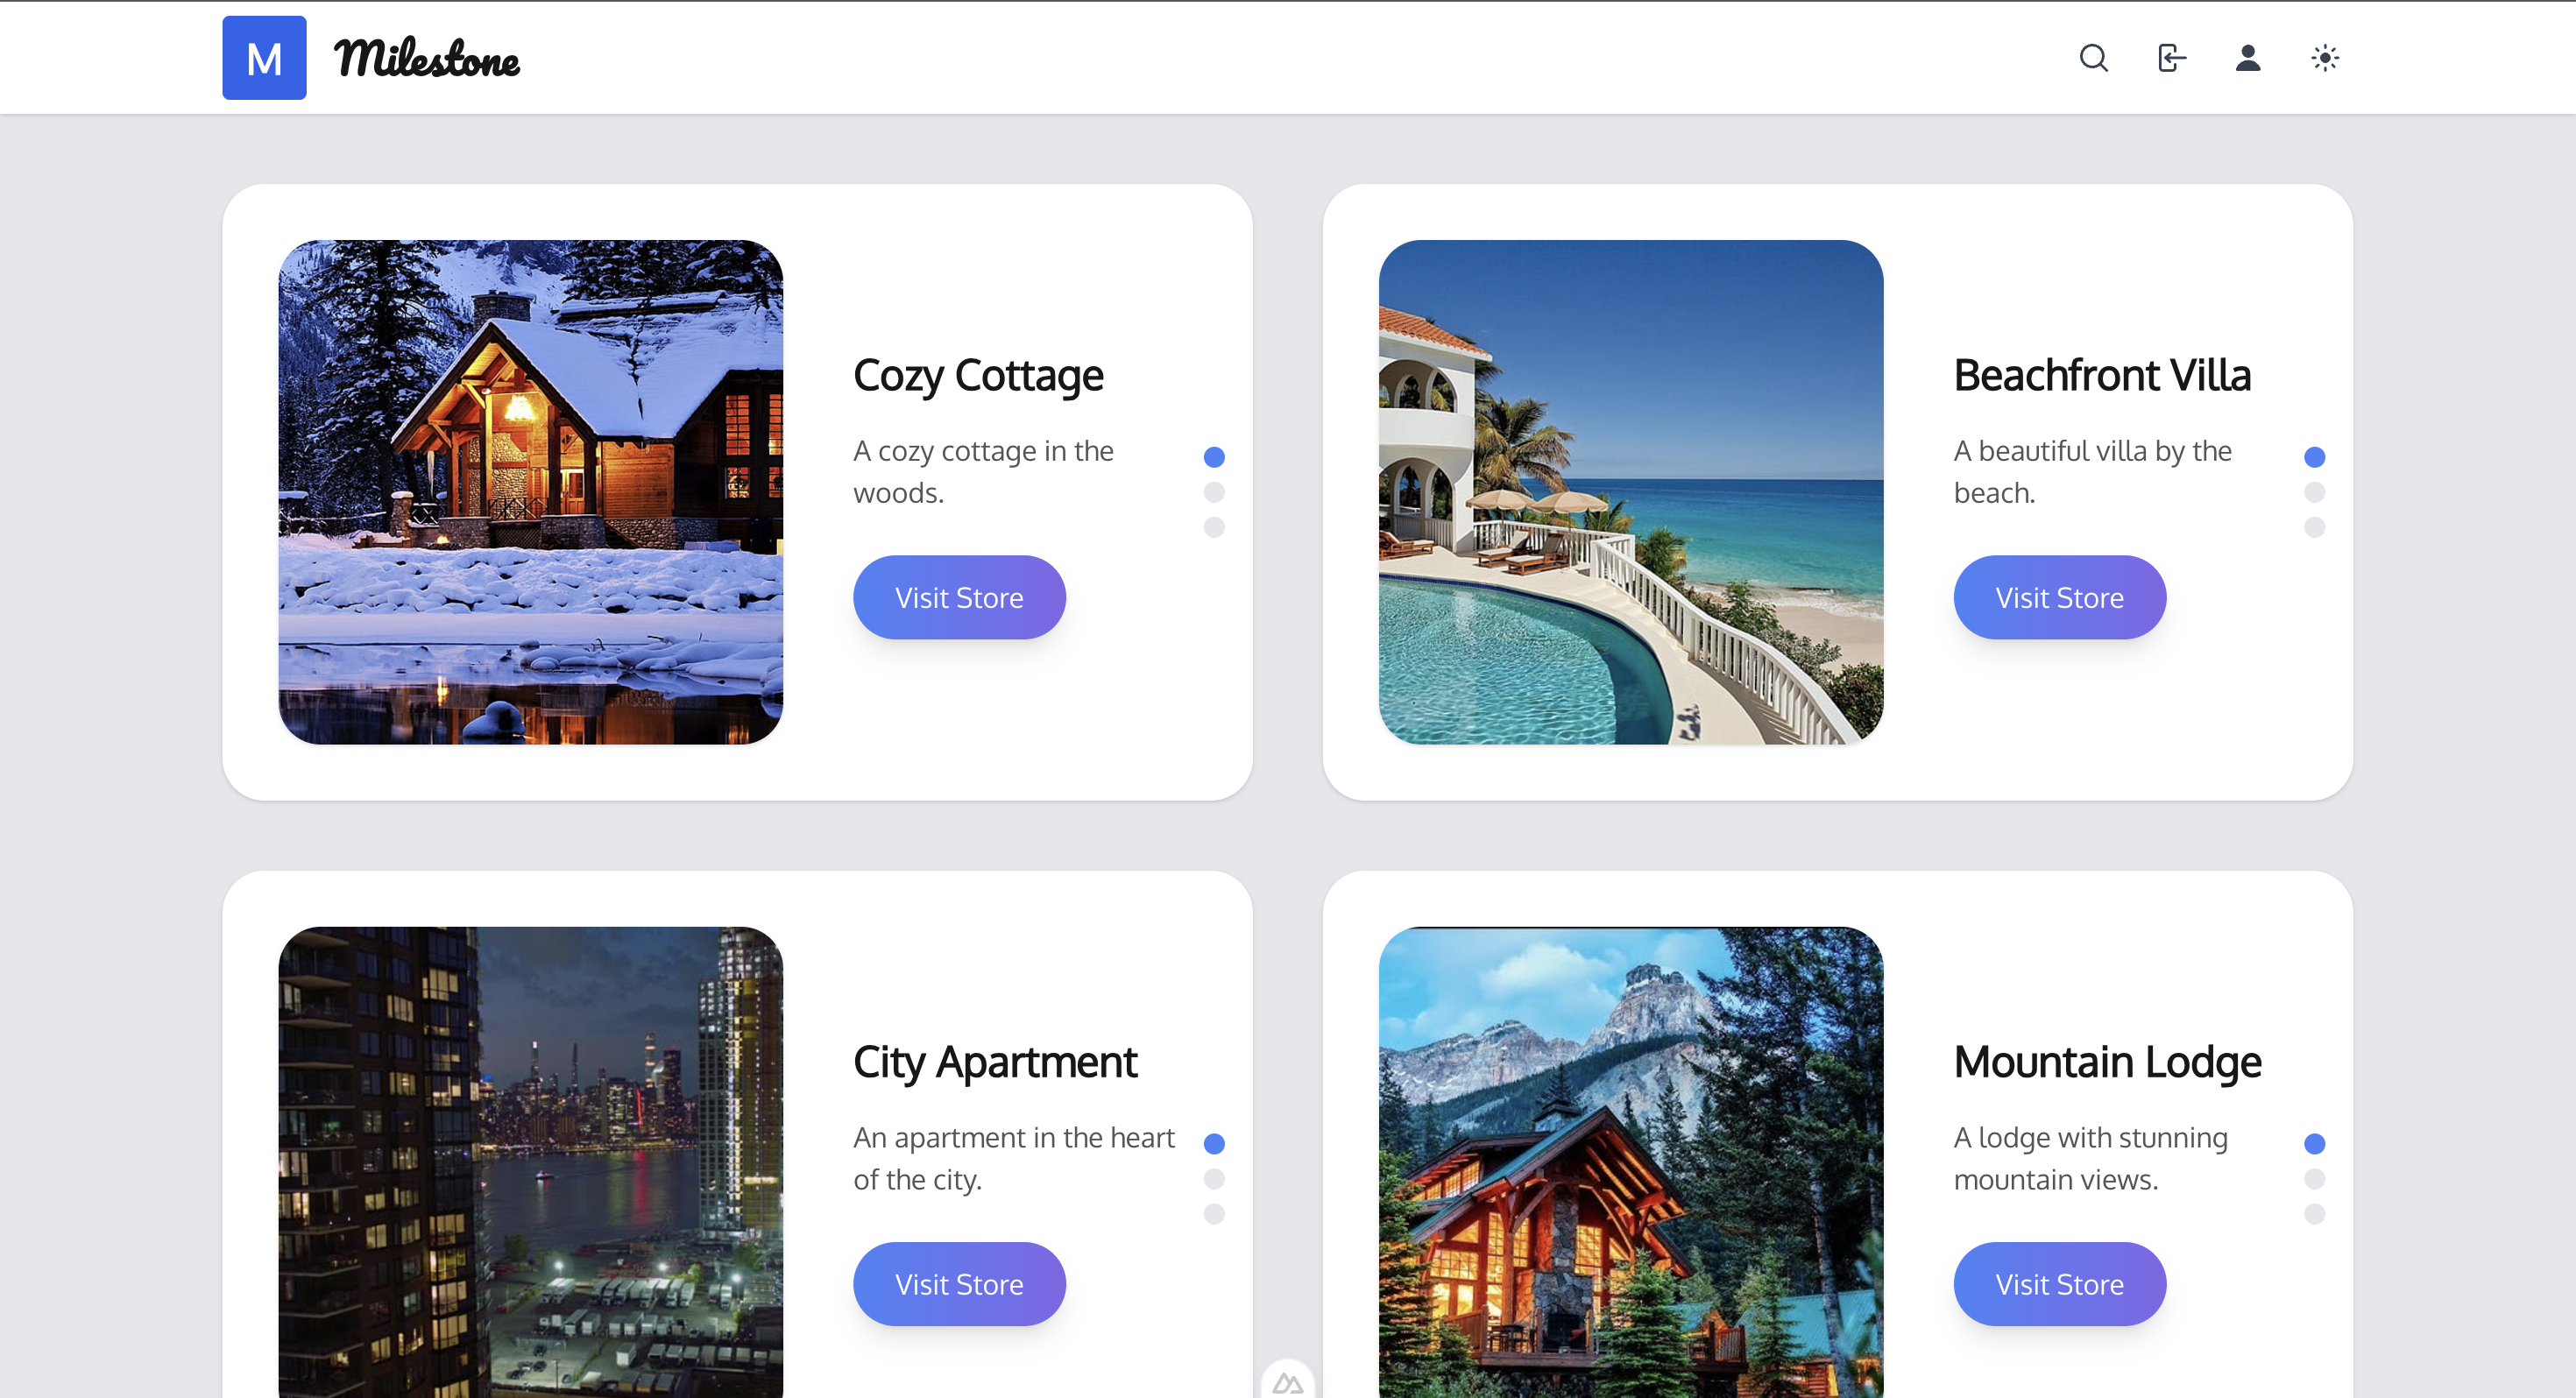 M
Milestone
Cozy Cottage
A cozy cottage in the
woods.
Visit Store
Beachfront Villa
A beautiful villa by the
beach.
Visit Store
City Apartment
An apartment in the heart
of the city.
Visit Store
Mountain Lodge
A lodge with stunning
mountain views.
Visit Store